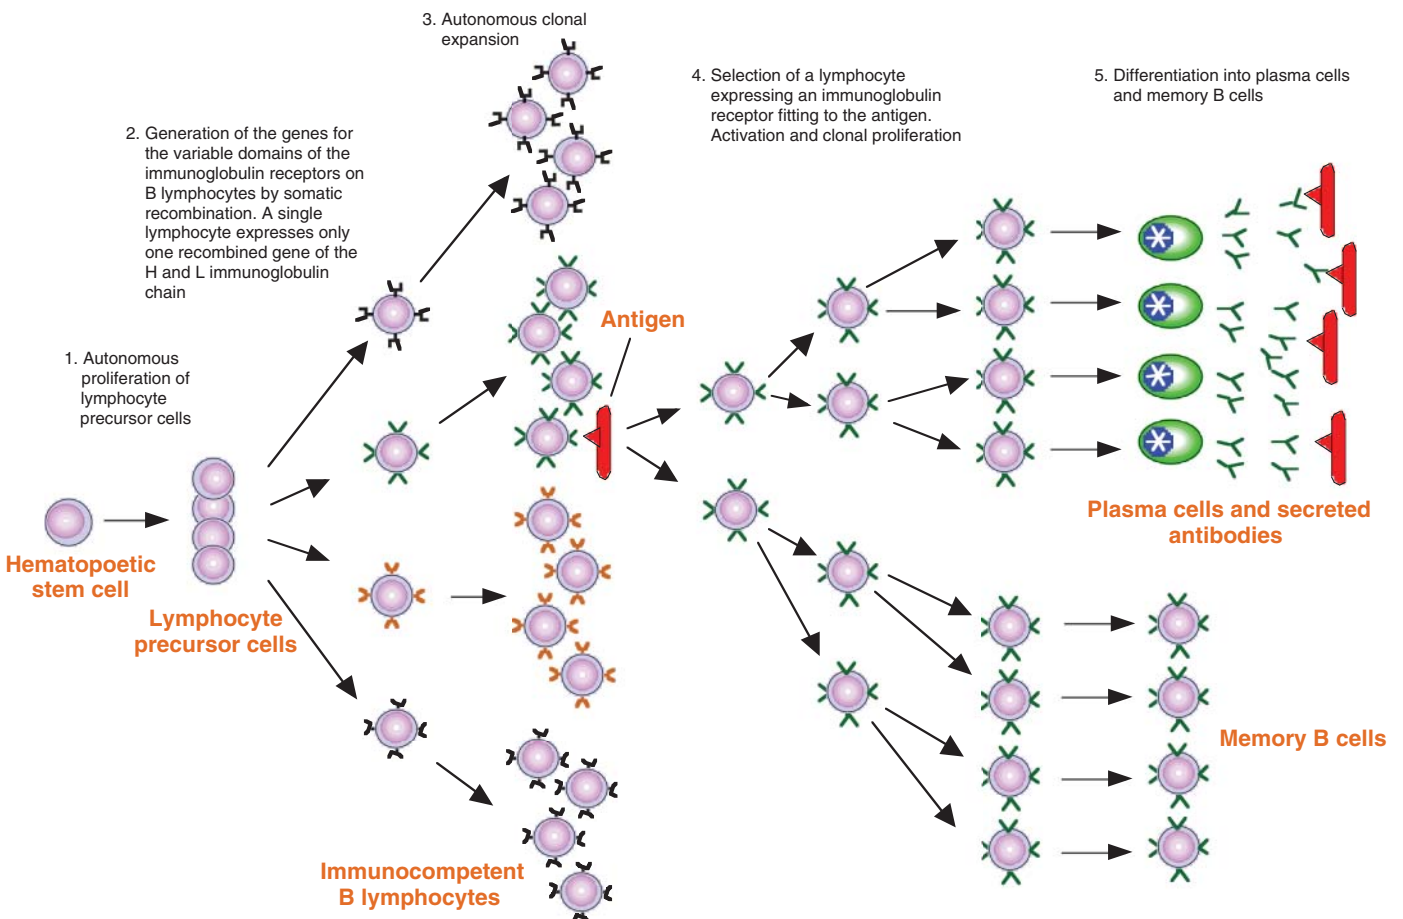 3. Autonomous clonal
expansion
4. Selection of a lymphocyte
expressing an immunoglobulin
receptor fitting to the antigen.
Activation and clonal proliferation
5. Differentiation into plasma cells
and memory B cells
2. Generation of the genes for
the variable domains of the
immunoglobulin receptors on
B lymphocytes by somatic
recombination. A single
lymphocyte expresses only
one recombined gene of the
H and L immunoglobulin
chain
Antigen
1. Autonomous
proliferation of
lymphocyte
precursor cells
Hematopoetic
stem cell
Lymphocyte
precursor cells
Plasma cells and secreted
antibodies
Memory B cells
Immunocompetent
B lymphocytes